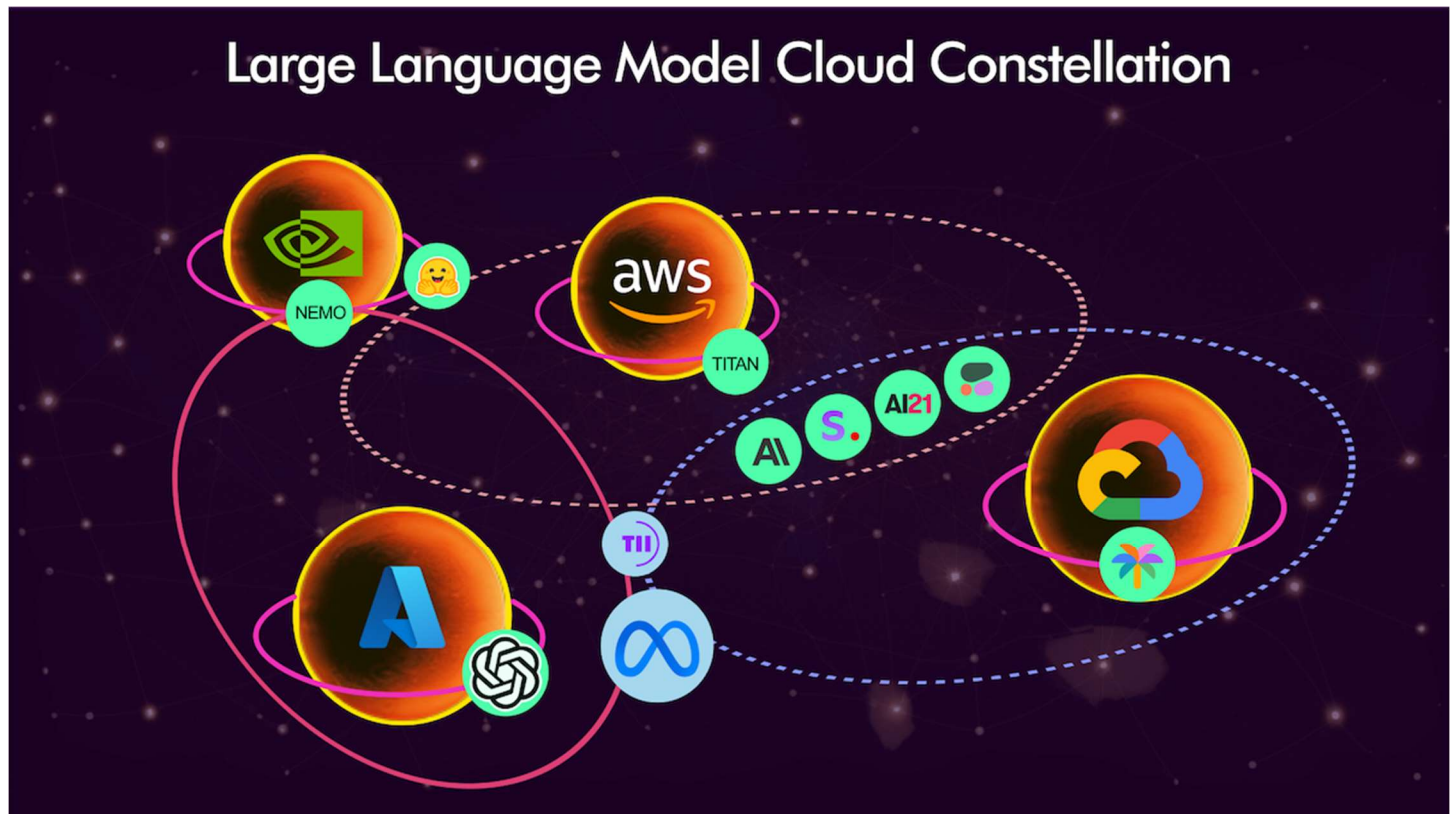 Large Language Model Cloud Constellation
NEMO
aws
TITAN
AI21
S.
A\
TII